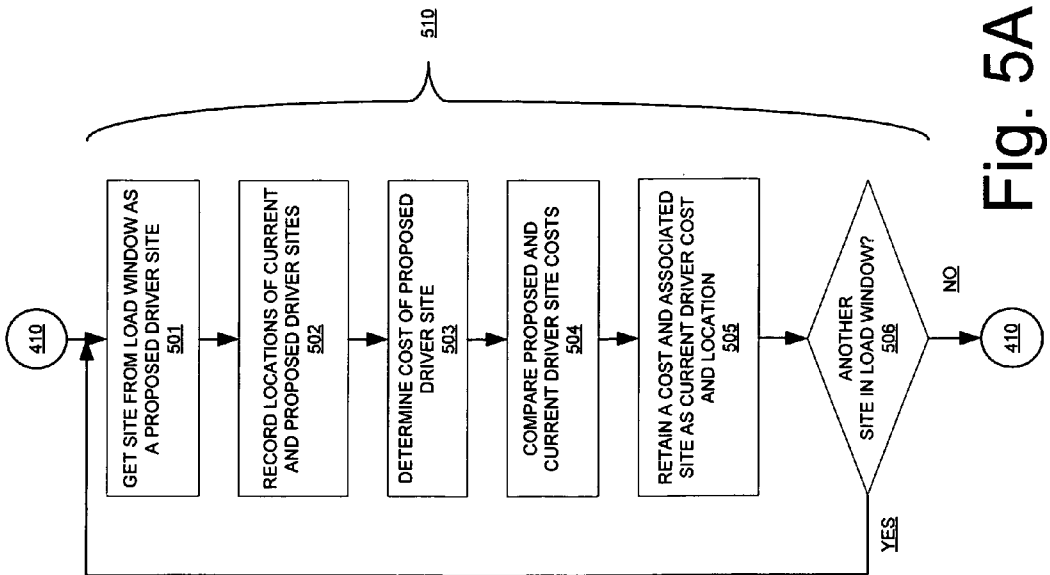 410
GET SITE FROM LOAD WINDOW AS
A PROPOSED DRIVER SITE
501
RECORD LOCATIONS OF CURRENT
AND PROPOSED DRIVER SITES
502
DETERMINE COST OF PROPOSED
DRIVER SITE
503
COMPARE PROPOSED AND
CURRENT DRIVER SITE COSTS
504
RETAIN A COST AND ASSOCIATED
SITE AS CURRENT DRIVER COST
AND LOCATION
505
ANOTHER
SITE IN LOAD WINDOW?
506
YES
NO
410
510
Fig. 5A